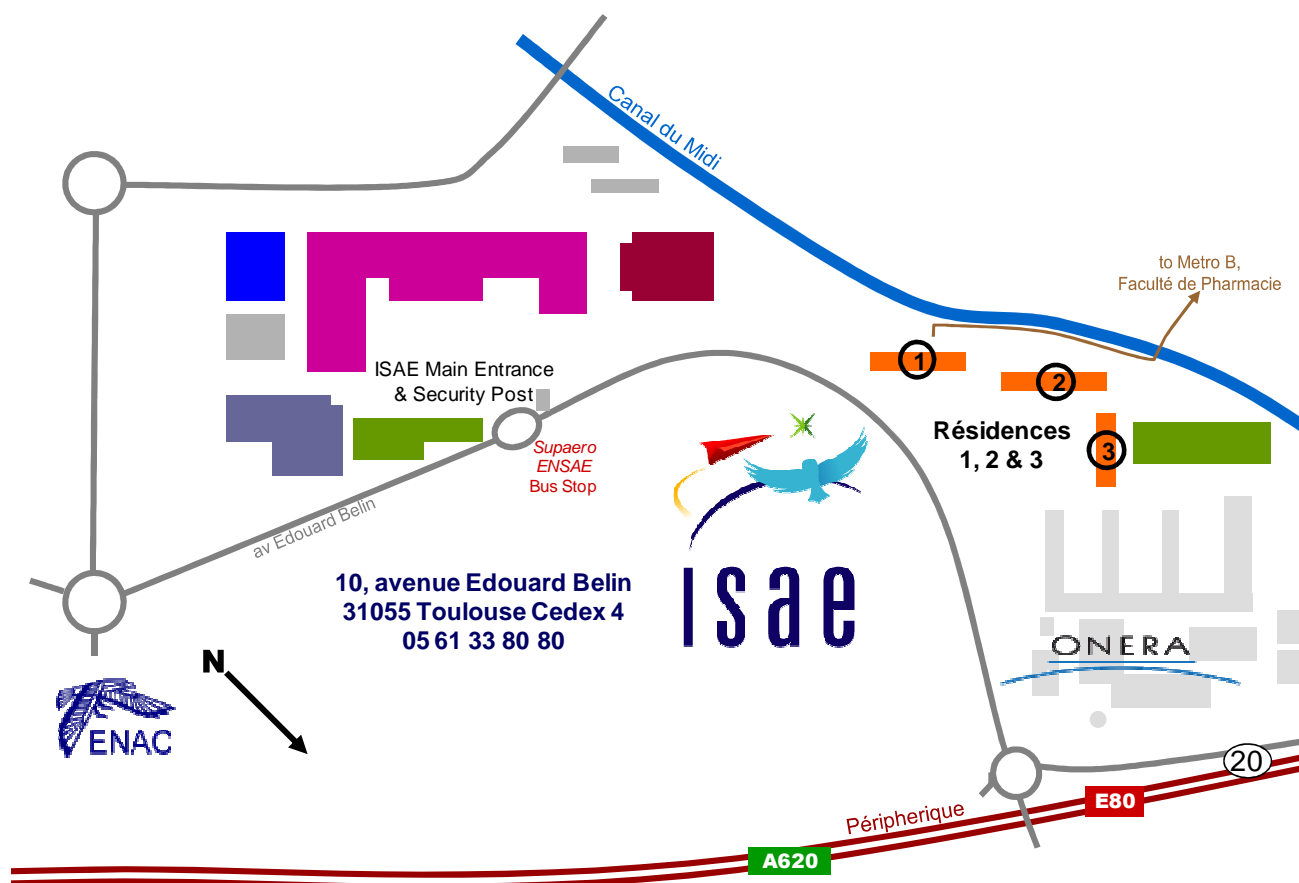 Canal du Midi
to Metro B,
Faculté de Pharmacie
ISAE Main Entrance
& Security Post
1
2
3
Résidences
1, 2 & 3
Supaero
ENSAE
Bus Stop
av Edouard Belin
10, avenue Edouard Belin
31055 Toulouse Cedex 4
05 61 33 80 80
isae
ONERA
N
ENAC
20
E80
Péripherique
A620